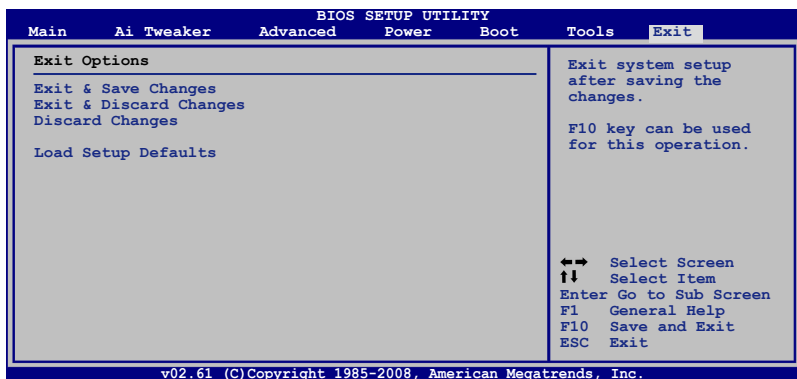 BIOS SETUP UTILITY
Main Ai Tweaker Advanced Power Boot Tools Exit
Exit Options
Exit & Save Changes
Exit & Discard Changes
Discard Changes
Load Setup Defaults
Exit system setup
after saving the
changes.
F10 key can be used
for this operation.
←→ Select Screen
↑↓ Select Item
Enter Go to Sub Screen
F1 General Help
F10 Save and Exit
ESC Exit
v02.61 (C)Copyright 1985-2008, American Megatrends, Inc.